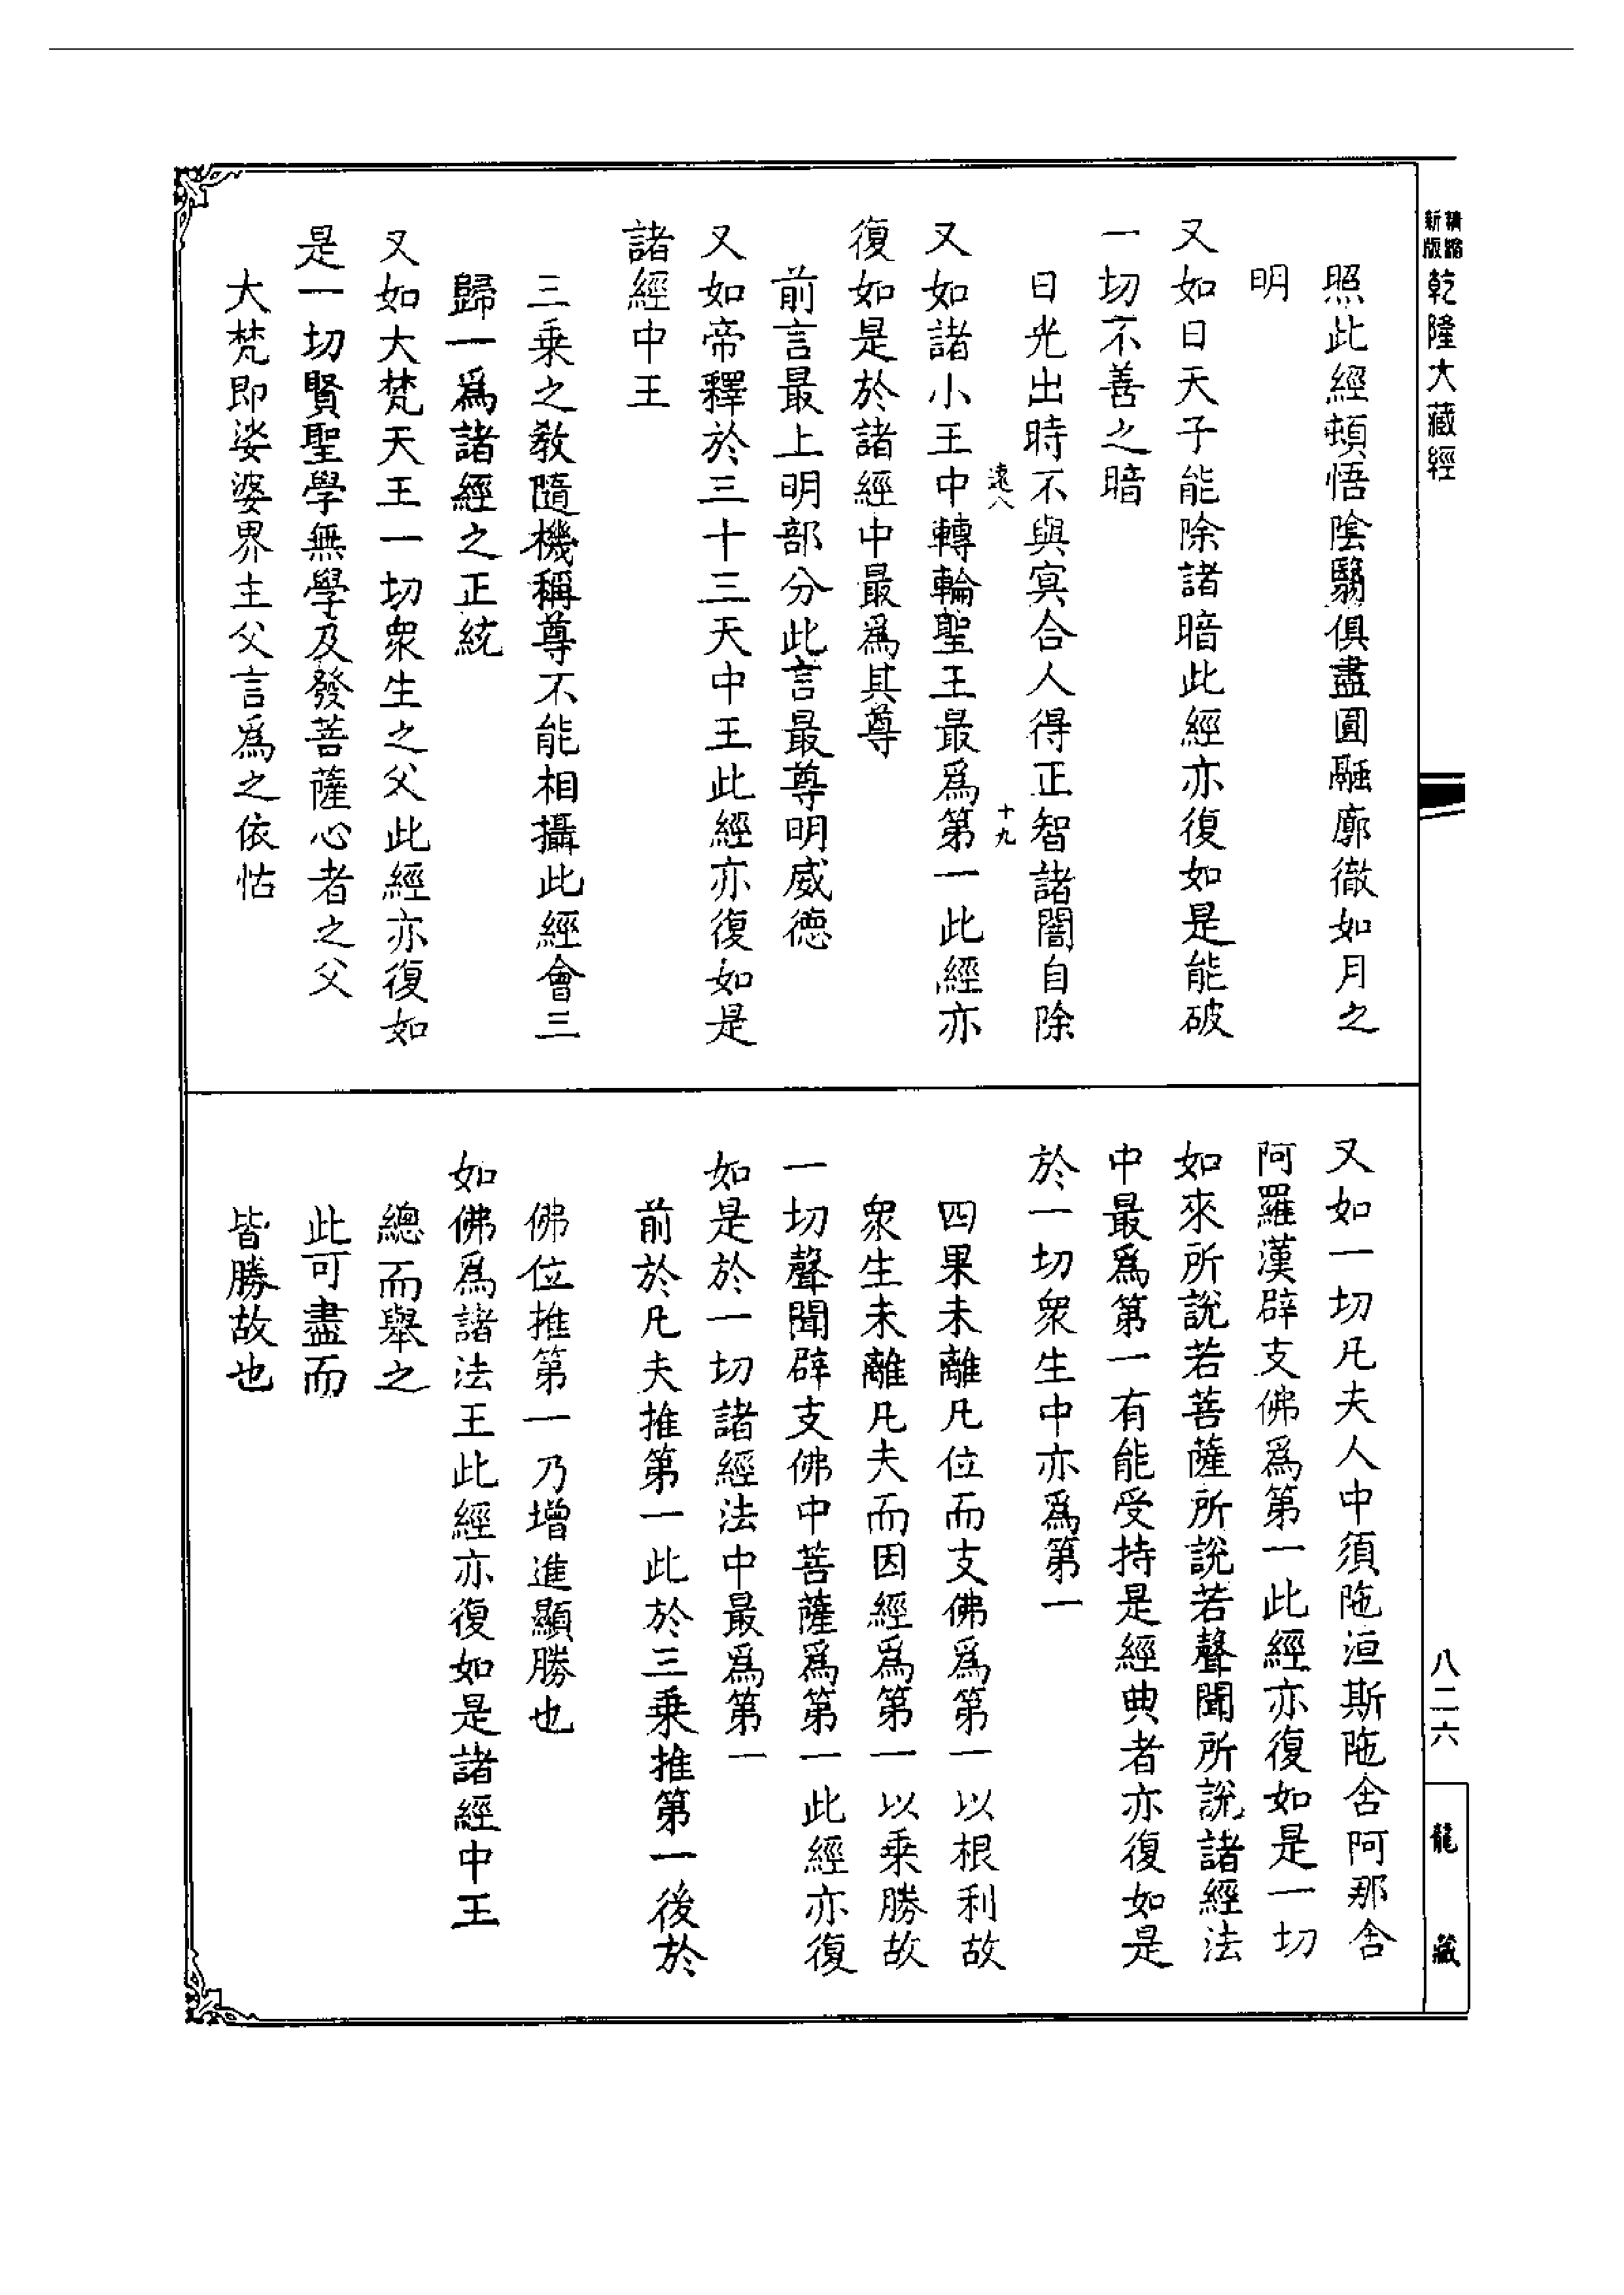 精縮新版
乾隆大藏經
照此經頓悟陰翳俱盡圓融廓徹如月之
明
又如日天子能除諸暗此經亦復如是能破
一切不善之暗
日光出時不與冥合人得正智諸闇自除
遠八
十九
又如諸小王中轉輪聖王最爲第一此經亦
復如是於諸經中最爲其尊
前言最上明部分此言最尊明威德
又如帝釋於三十三天中王此經亦復如是
諸經中王
三乘之教隨機稱尊不能相攝此經會三
歸一爲諸經之正統
又如大梵天王一切衆生之父此經亦復如
是一切賢聖學無學及發菩薩心者之父
大梵即娑婆界主父言爲之依怙
又如一切凡夫人中須陁洹斯陁含阿那含
阿羅漢辟支佛爲第一此經亦復如是一切
如來所說若菩薩所說若聲聞所說諸經法
中最爲第一有能受持是經典者亦復如是
於一切衆生中亦爲第一
四果未離凡位而支佛爲第一以根利故
衆生未離凡夫而因經爲第一以乘勝故
一切聲聞辟支佛中菩薩爲第一此經亦復
如是於一切諸經法中最爲第一
前於凡夫推第一此於三乘推第一後於
佛位推第一乃增進顯勝也
如佛爲諸法王此經亦復如是諸經中王
總而舉之
此可盡而
皆勝故也
八二六
龍藏